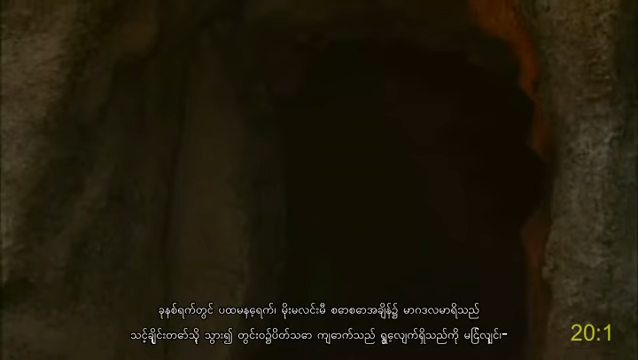 ခုနစ်ရက်တွင် ပထမနေ့ရက်၊ မိုးမလင်းမီ စောစောအချိန်၌ မာဂဒလမာရိသည်
သင်္ချိုင်းတော်သို့ သွား၍ တွင်းဝ၌ပိတ်သော ကျောက်သည် ရွေ့လျက်ရှိသည်ကို မြင်လျှင်၊-
20:1